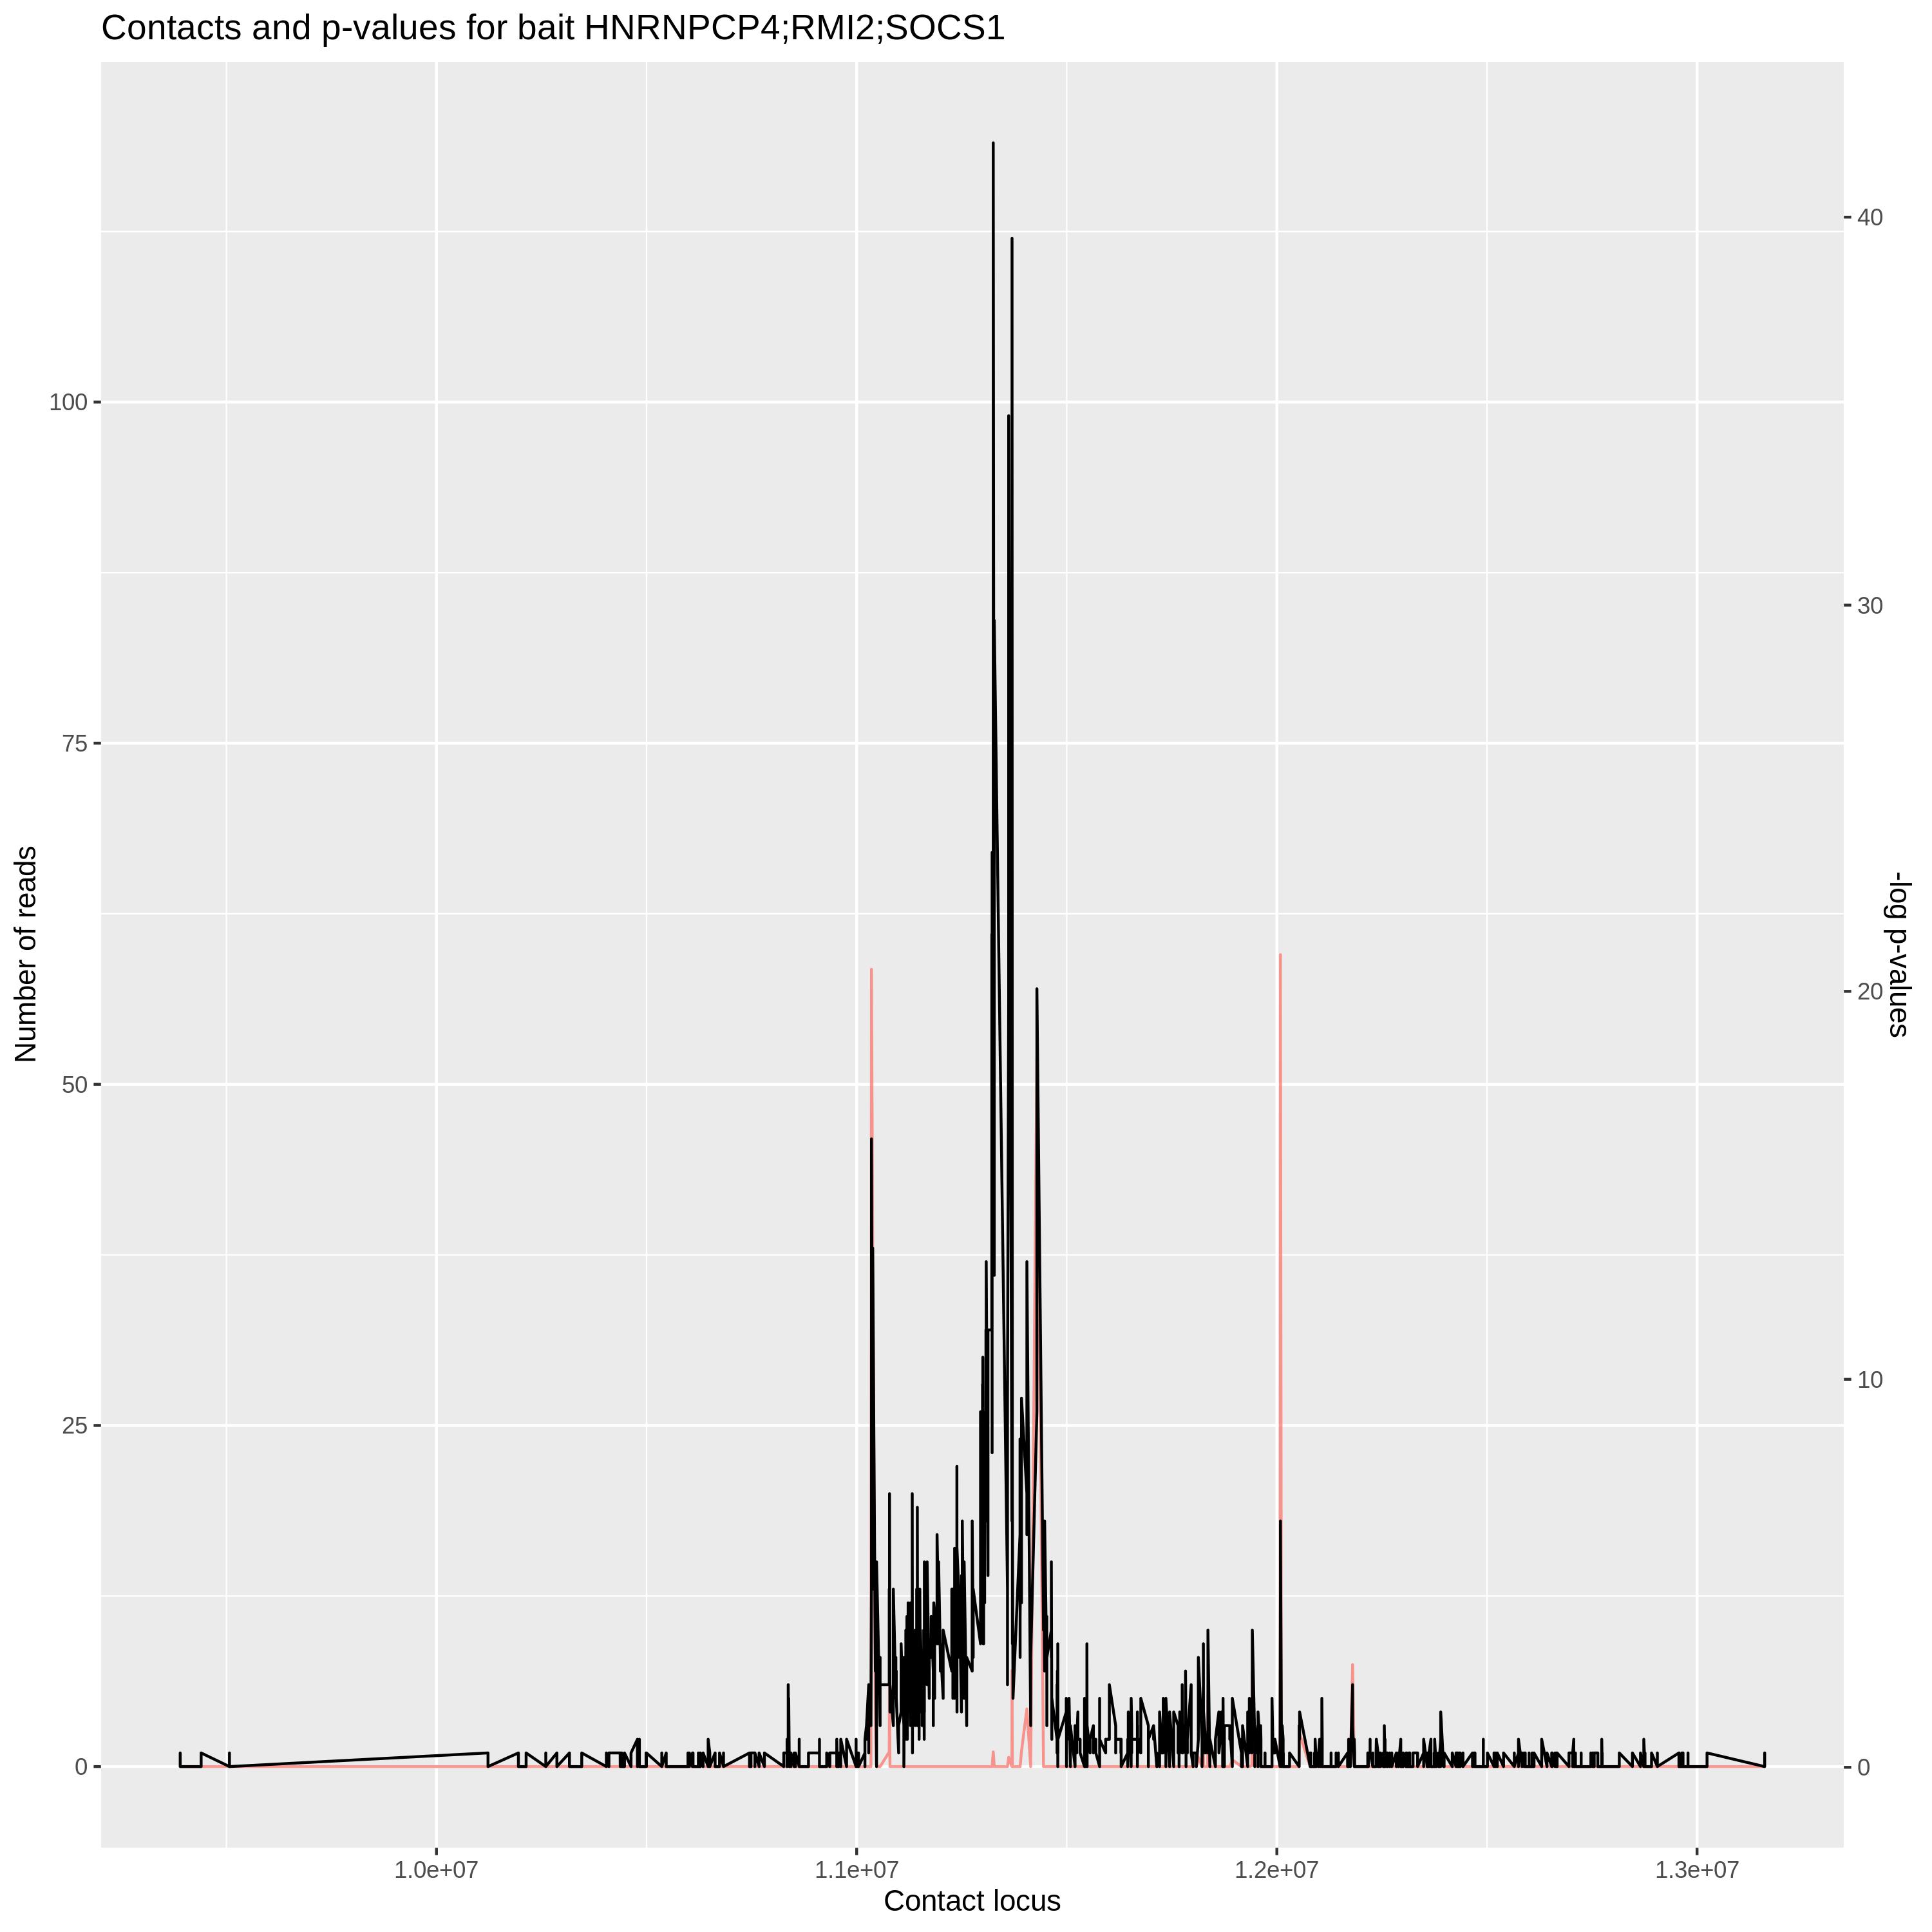 Contacts and p-values for bait HNRNPCP4;RMI2;SOCS1
Number of reads
100
75
50
25
0
40
30
20
10
0
-log p-values
1.0e+07
1.1e+07
1.2e+07
1.3e+07
Contact locus